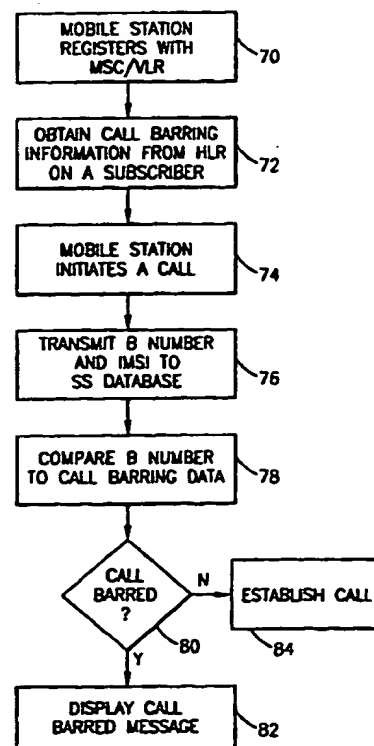 MOBILE STATION
REGISTERS WITH
MSC/VLR
70
OBTAIN CALL BARRING
INFORMATION FROM HLR
ON A SUBSCRIBER
72
MOBILE STATION
INITIATES A CALL
74
TRANSMIT B NUMBER
AND IMSI TO
SS DATABASE
76
COMPARE B NUMBER
TO CALL BARRING DATA
78
CALL
BARRED
?
80
N
ESTABLISH CALL
84
Y
DISPLAY CALL
BARRED MESSAGE
82